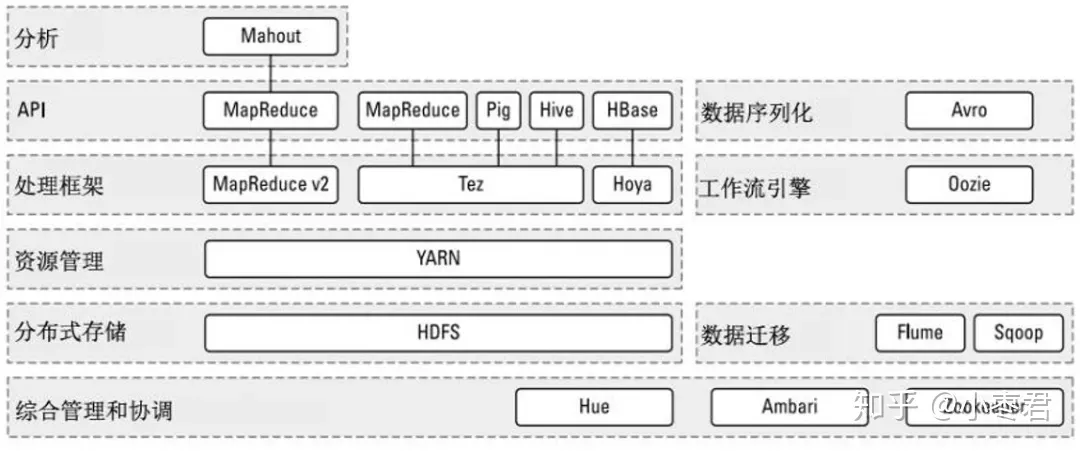 分析 Mahout
API MapReduce MapReduce Pig Hive HBase 数据序列化 Avro
处理框架 MapReduce v2 Tez Hoya 工作流引擎 Oozie
资源管理 YARN
分布式存储 HDFS 数据迁移 Flume Sqoop
综合管理和协调 Hue Ambari Zookeeper
知乎 @小枣君